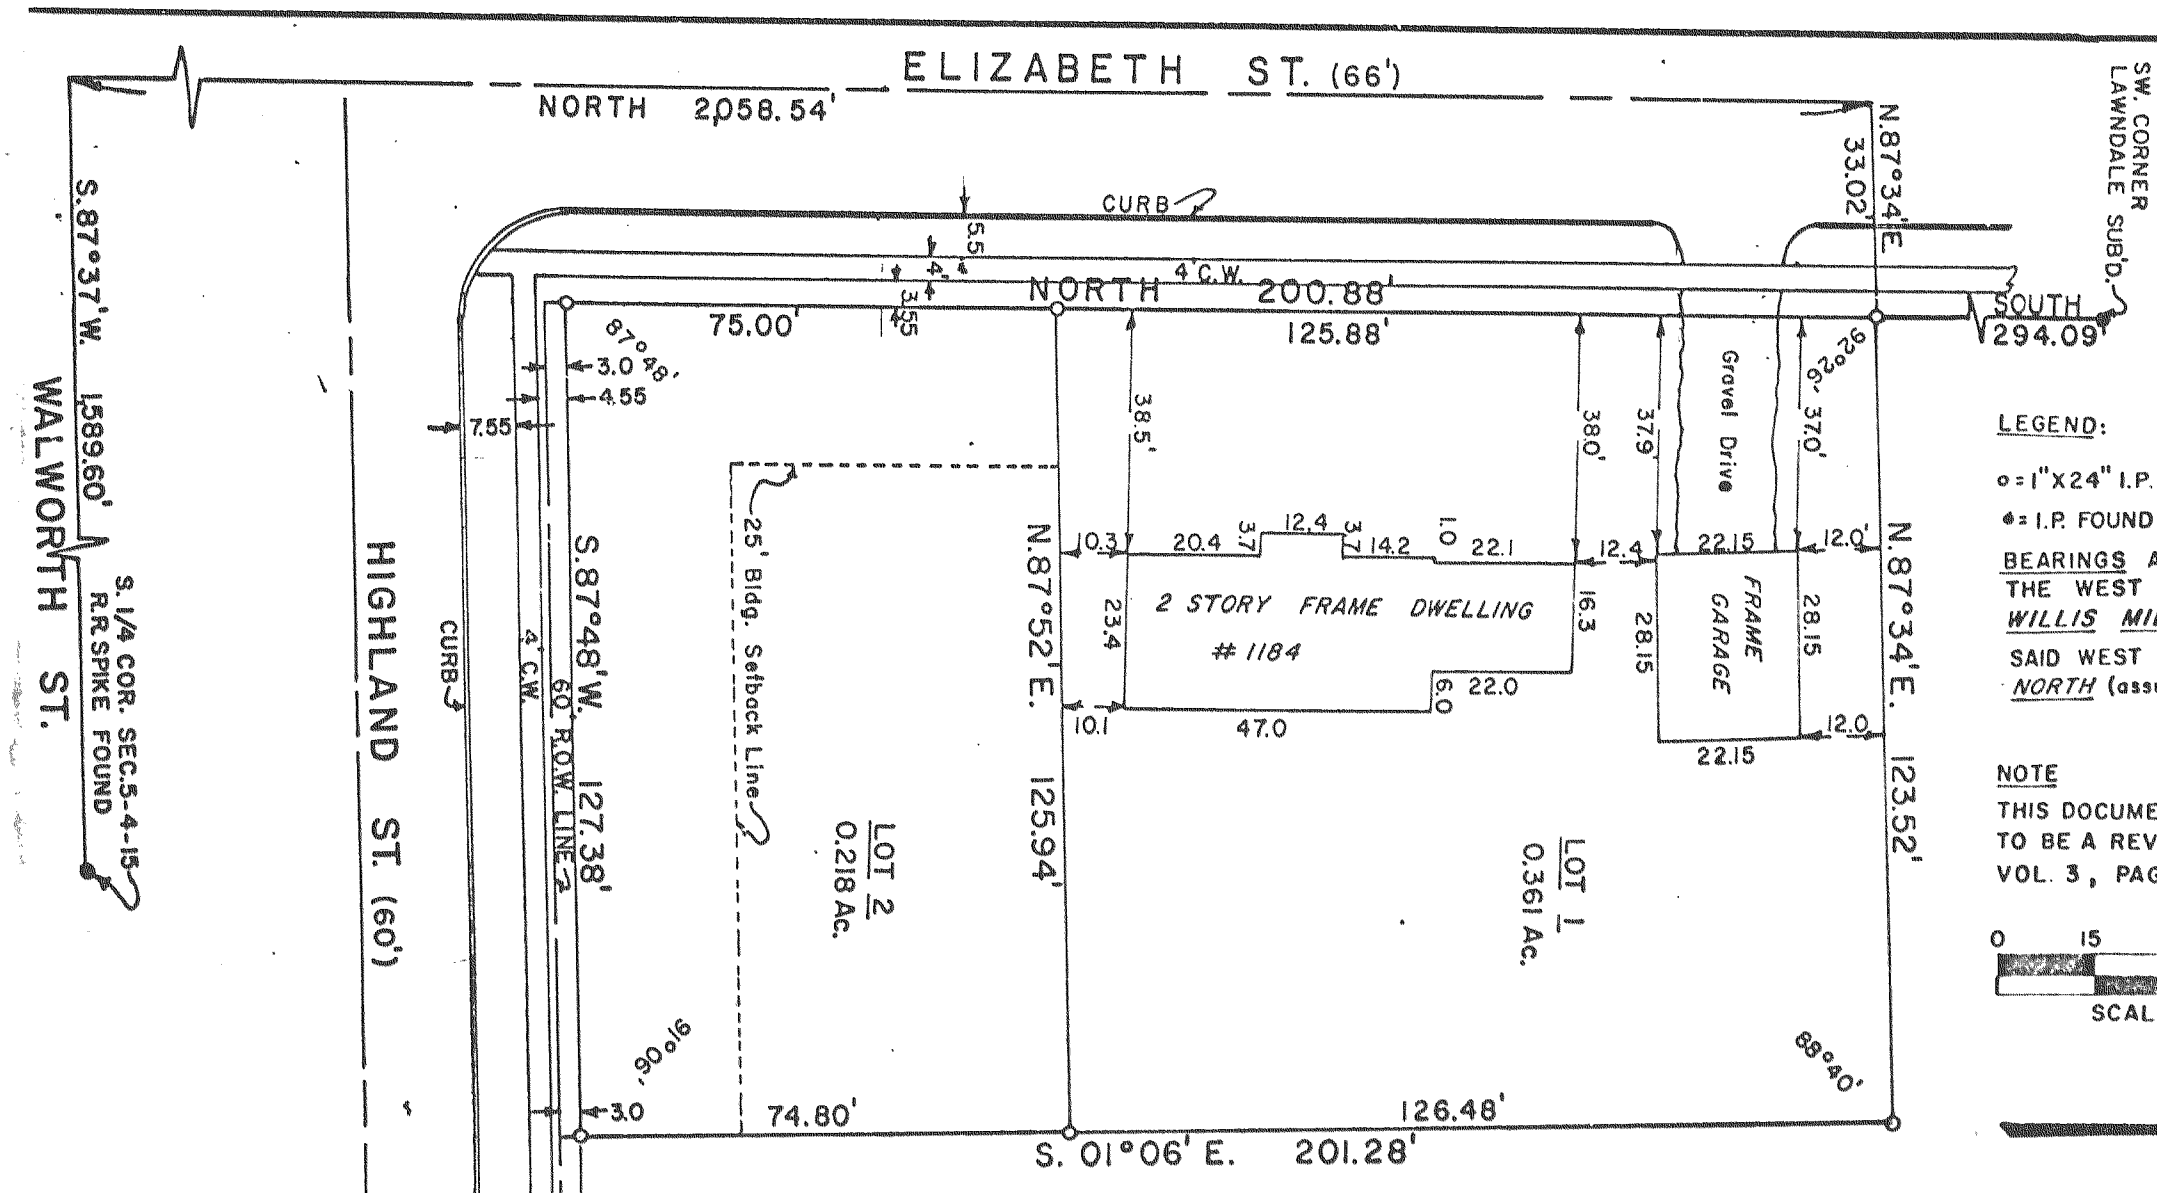 ELIZABETH ST. (66')
NORTH 2,058.54'
SW. CORNER
LAWNDALE SUB'D.
N.87°34'E
33.02'
CURB
5.5
4'
4' C.W.
3.55
NORTH 200.88'
75.00'
125.88'
SOUTH
294.09'
87°48'
92°26'
3.0
4.55
7.55
S.87°37'W. 1,589.60'
WALWORTH ST.
S. 1/4 COR. SEC.5-4-15
R.R.SPIKE FOUND
HIGHLAND ST. (60')
CURB
4' C.W.
60' R.O.W. LINE
S.87°48'W. 127.38'
25' Bldg. Setback Line
38.5'
38.0'
37.9'
37.0'
Gravel Drive
N.87°52'E. 125.94'
10.3
20.4
3.7
12.4
3.7
14.2
1.0
22.1
12.4
22.15
12.0'
2 STORY FRAME DWELLING
# 1184
23.4
16.3
28.15
FRAME
GARAGE
28.15
10.1
47.0
6.0
22.0
22.15
12.0
N.87°34'E. 123.52'
LOT 2
0.218 Ac.
LOT 1
0.361 Ac.
88°40'
3.0
74.80'
126.48'
S. 01°06' E. 201.28'
LEGEND:
o = 1"X24" I.P.
● = I.P. FOUND
BEARINGS A
THE WEST
WILLIS MI
SAID WEST
NORTH (ass
NOTE
THIS DOCUME
TO BE A REV
VOL. 3, PAG
0 15
SCAL